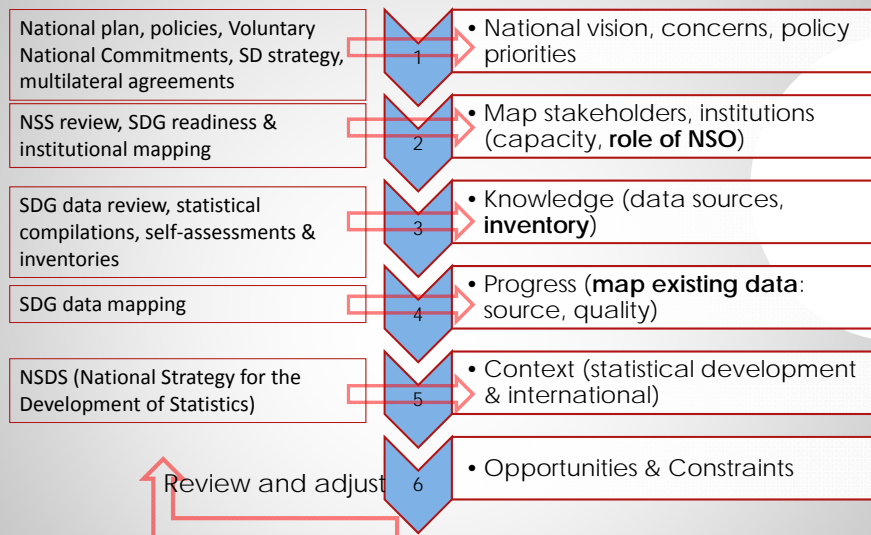 National plan, policies, Voluntary
National Commitments, SD strategy,
multilateral agreements
1
• National vision, concerns, policy
priorities
NSS review, SDG readiness &
institutional mapping
2
• Map stakeholders, institutions
(capacity, role of NSO)
SDG data review, statistical
compilations, self-assessments &
inventories
3
• Knowledge (data sources,
inventory)
SDG data mapping
4
• Progress (map existing data:
source, quality)
NSDS (National Strategy for the
Development of Statistics)
5
• Context (statistical development
& international)
Review and adjust
6
• Opportunities & Constraints